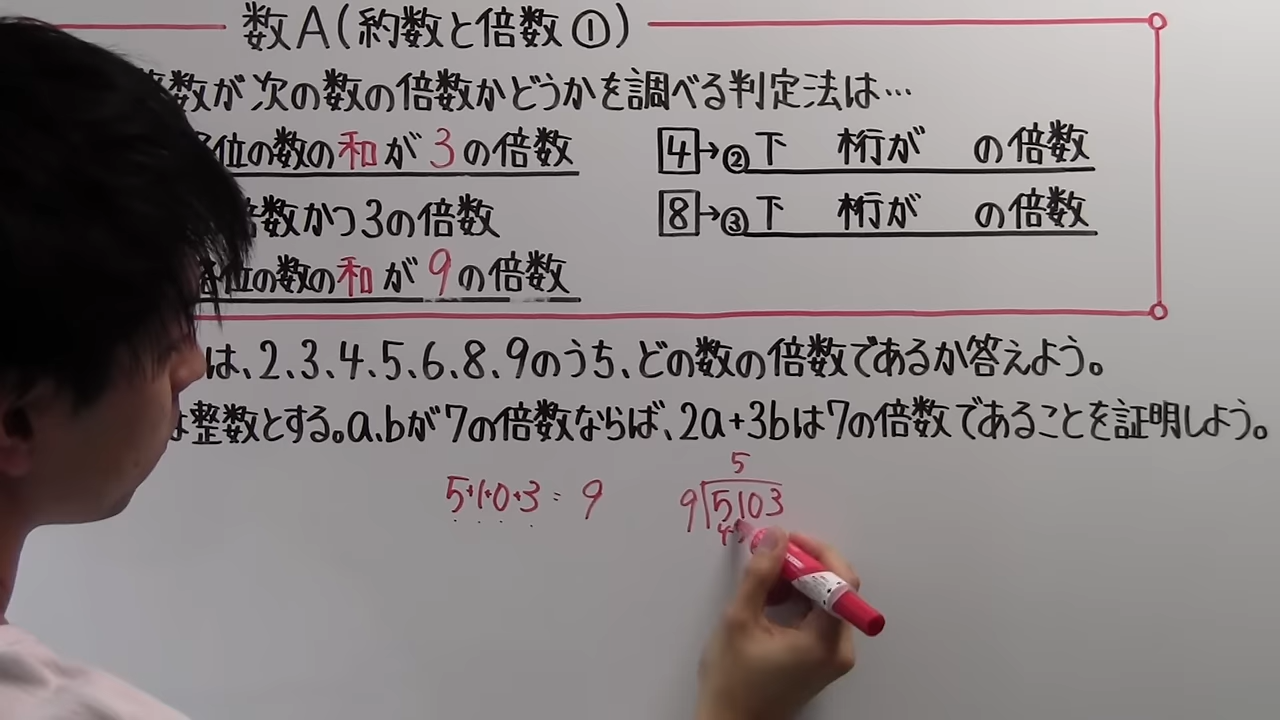 数A(約数と倍数①)
数が次の数の倍数かどうかを調べる判定法は…
位の数の和が3の倍数
4→②下 桁が の倍数
倍数かつ3の倍数
8→③下 桁が の倍数
各位の数の和が9の倍数
は、2、3、4、5、6、8、9のうち、どの数の倍数であるか答えよう。
は整数とする。a、bが7の倍数ならば、2a+3bは7の倍数であることを証明しよう。
5+1+0+3=9
5
9)5103
45